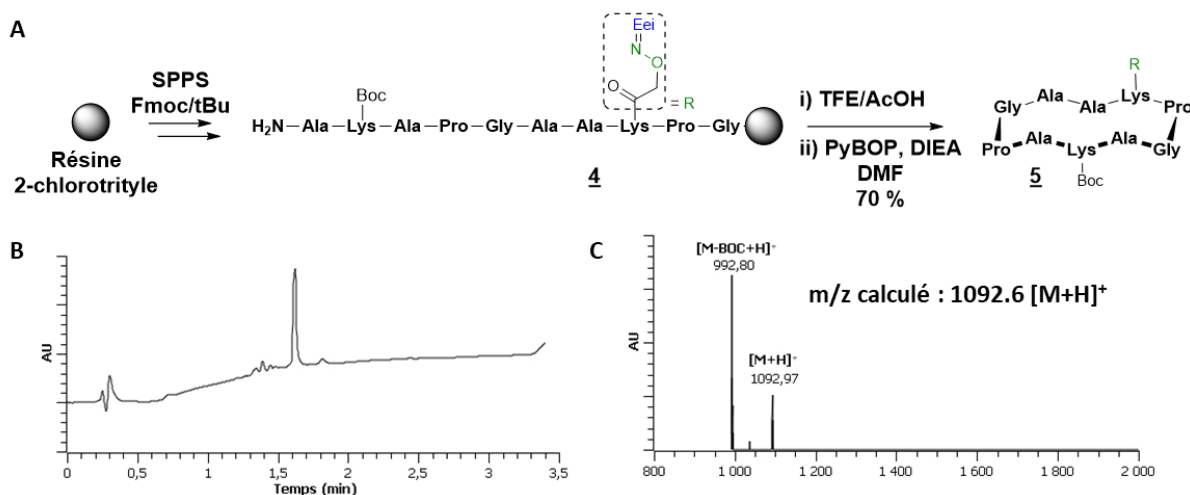 A
SPPS
Fmoc/tBu
Résine
2-chlorotrityle
Eei
N
O
O
= R
Boc
H₂N Ala Lys Ala Pro Gly Ala Ala Lys Pro Gly
4
i) TFE/AcOH
ii) PyBOP, DIEA
DMF
70 %
R
Gly Ala Ala Lys Pro
Pro Ala Lys Ala Gly
Boc
5
B
AU
0 0,5 1 1,5 2 2,5 3 3,5
Temps (min)
C
[M-BOC+H]⁺
992,80
m/z calculé : 1092.6 [M+H]⁺
[M+H]⁺
1092,97
AU
800 1 000 1 200 1 400 1 600 1 800 2 000